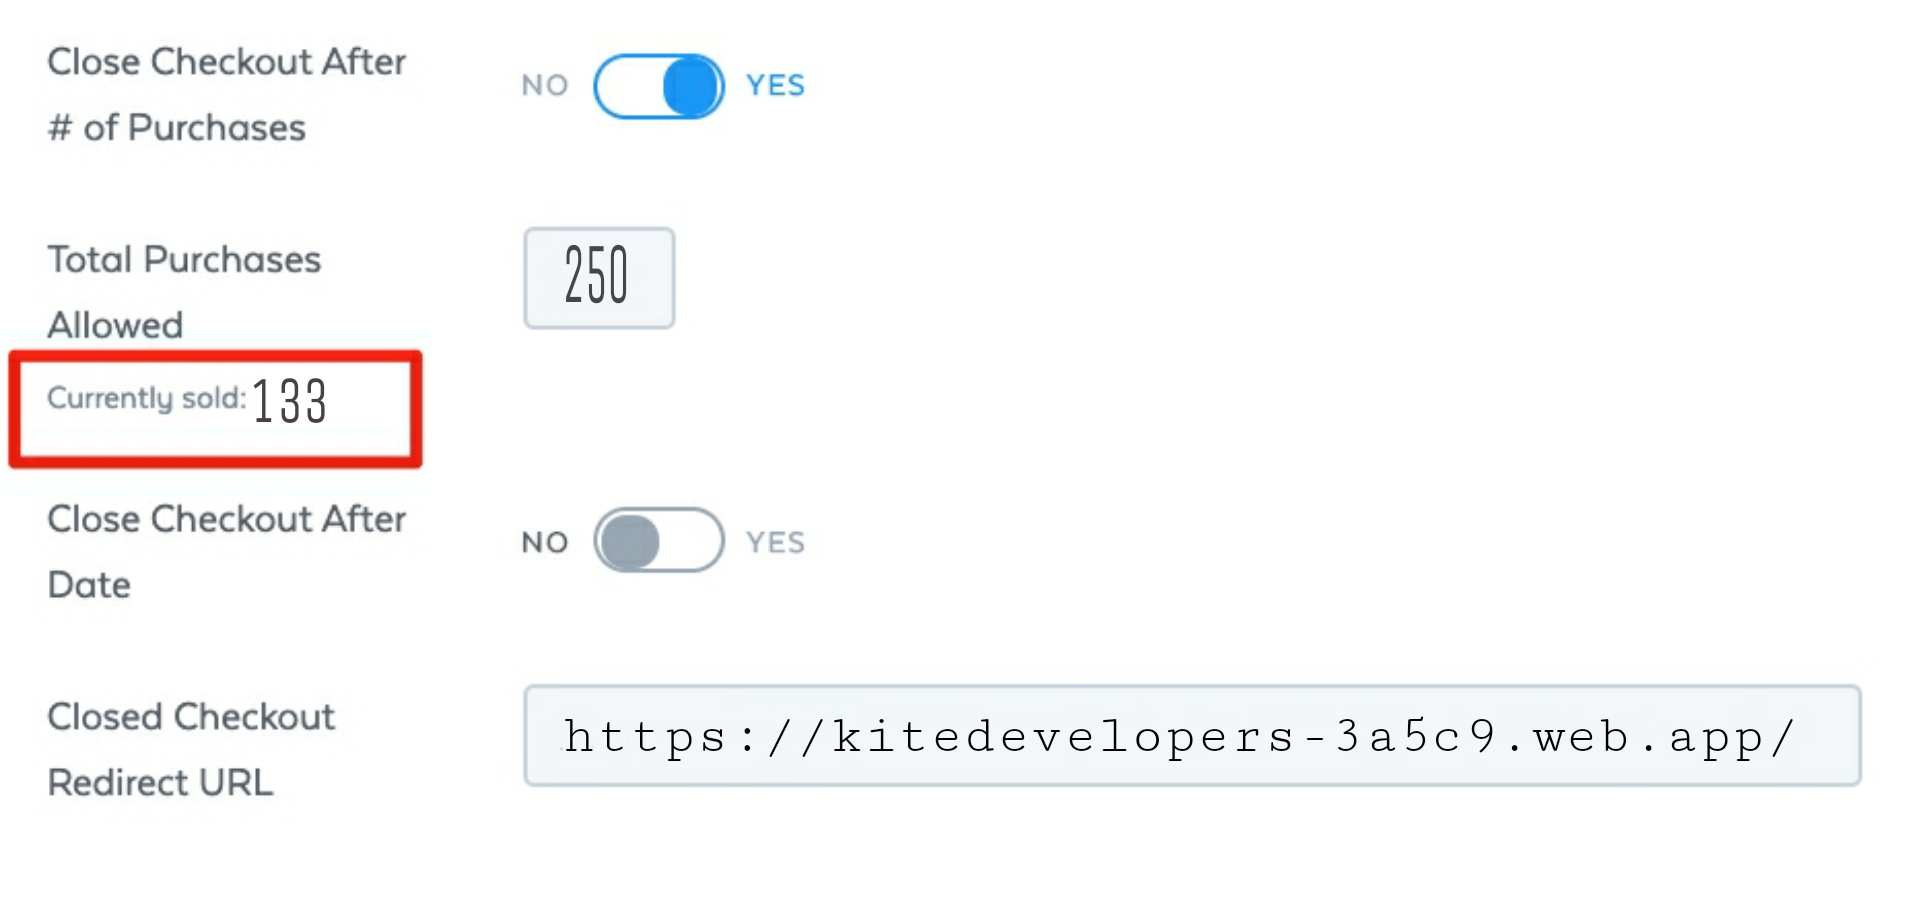 Close Checkout After
# of Purchases
NO YES
Total Purchases
Allowed
250
Currently sold: 133
Close Checkout After
Date
NO YES
Closed Checkout
Redirect URL
https://kitedevelopers-3a5c9.web.app/